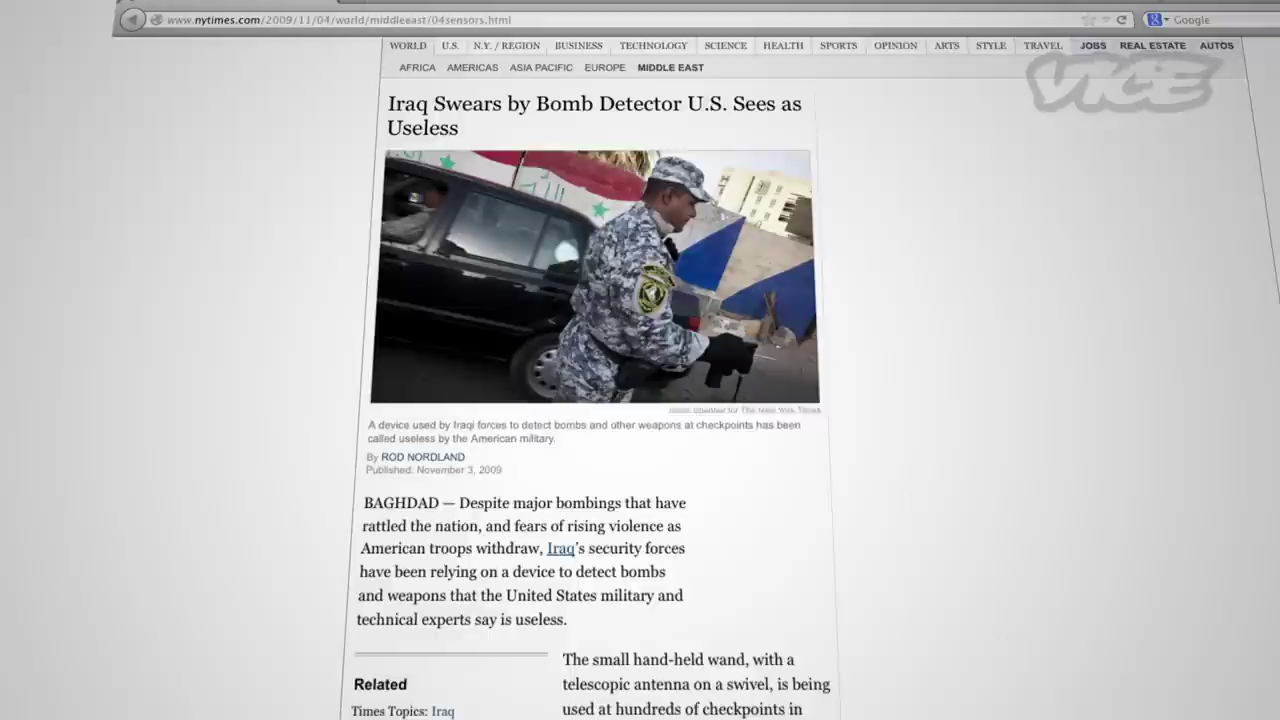 www.nytimes.com/2009/11/04/world/middleeast/04sensors.html
Google
WORLD U.S. N.Y. / REGION BUSINESS TECHNOLOGY SCIENCE HEALTH SPORTS OPINION ARTS STYLE TRAVEL JOBS REAL ESTATE AUTOS
AFRICA AMERICAS ASIA PACIFIC EUROPE MIDDLE EAST
VICE
Iraq Swears by Bomb Detector U.S. Sees as
Useless
for The New York Times
A device used by Iraqi forces to detect bombs and other weapons at checkpoints has been
called useless by the American military.
By ROD NORDLAND
Published: November 3, 2009
BAGHDAD — Despite major bombings that have
rattled the nation, and fears of rising violence as
American troops withdraw, Iraq's security forces
have been relying on a device to detect bombs
and weapons that the United States military and
technical experts say is useless.
The small hand-held wand, with a
telescopic antenna on a swivel, is being
used at hundreds of checkpoints in
Related
Times Topics: Iraq